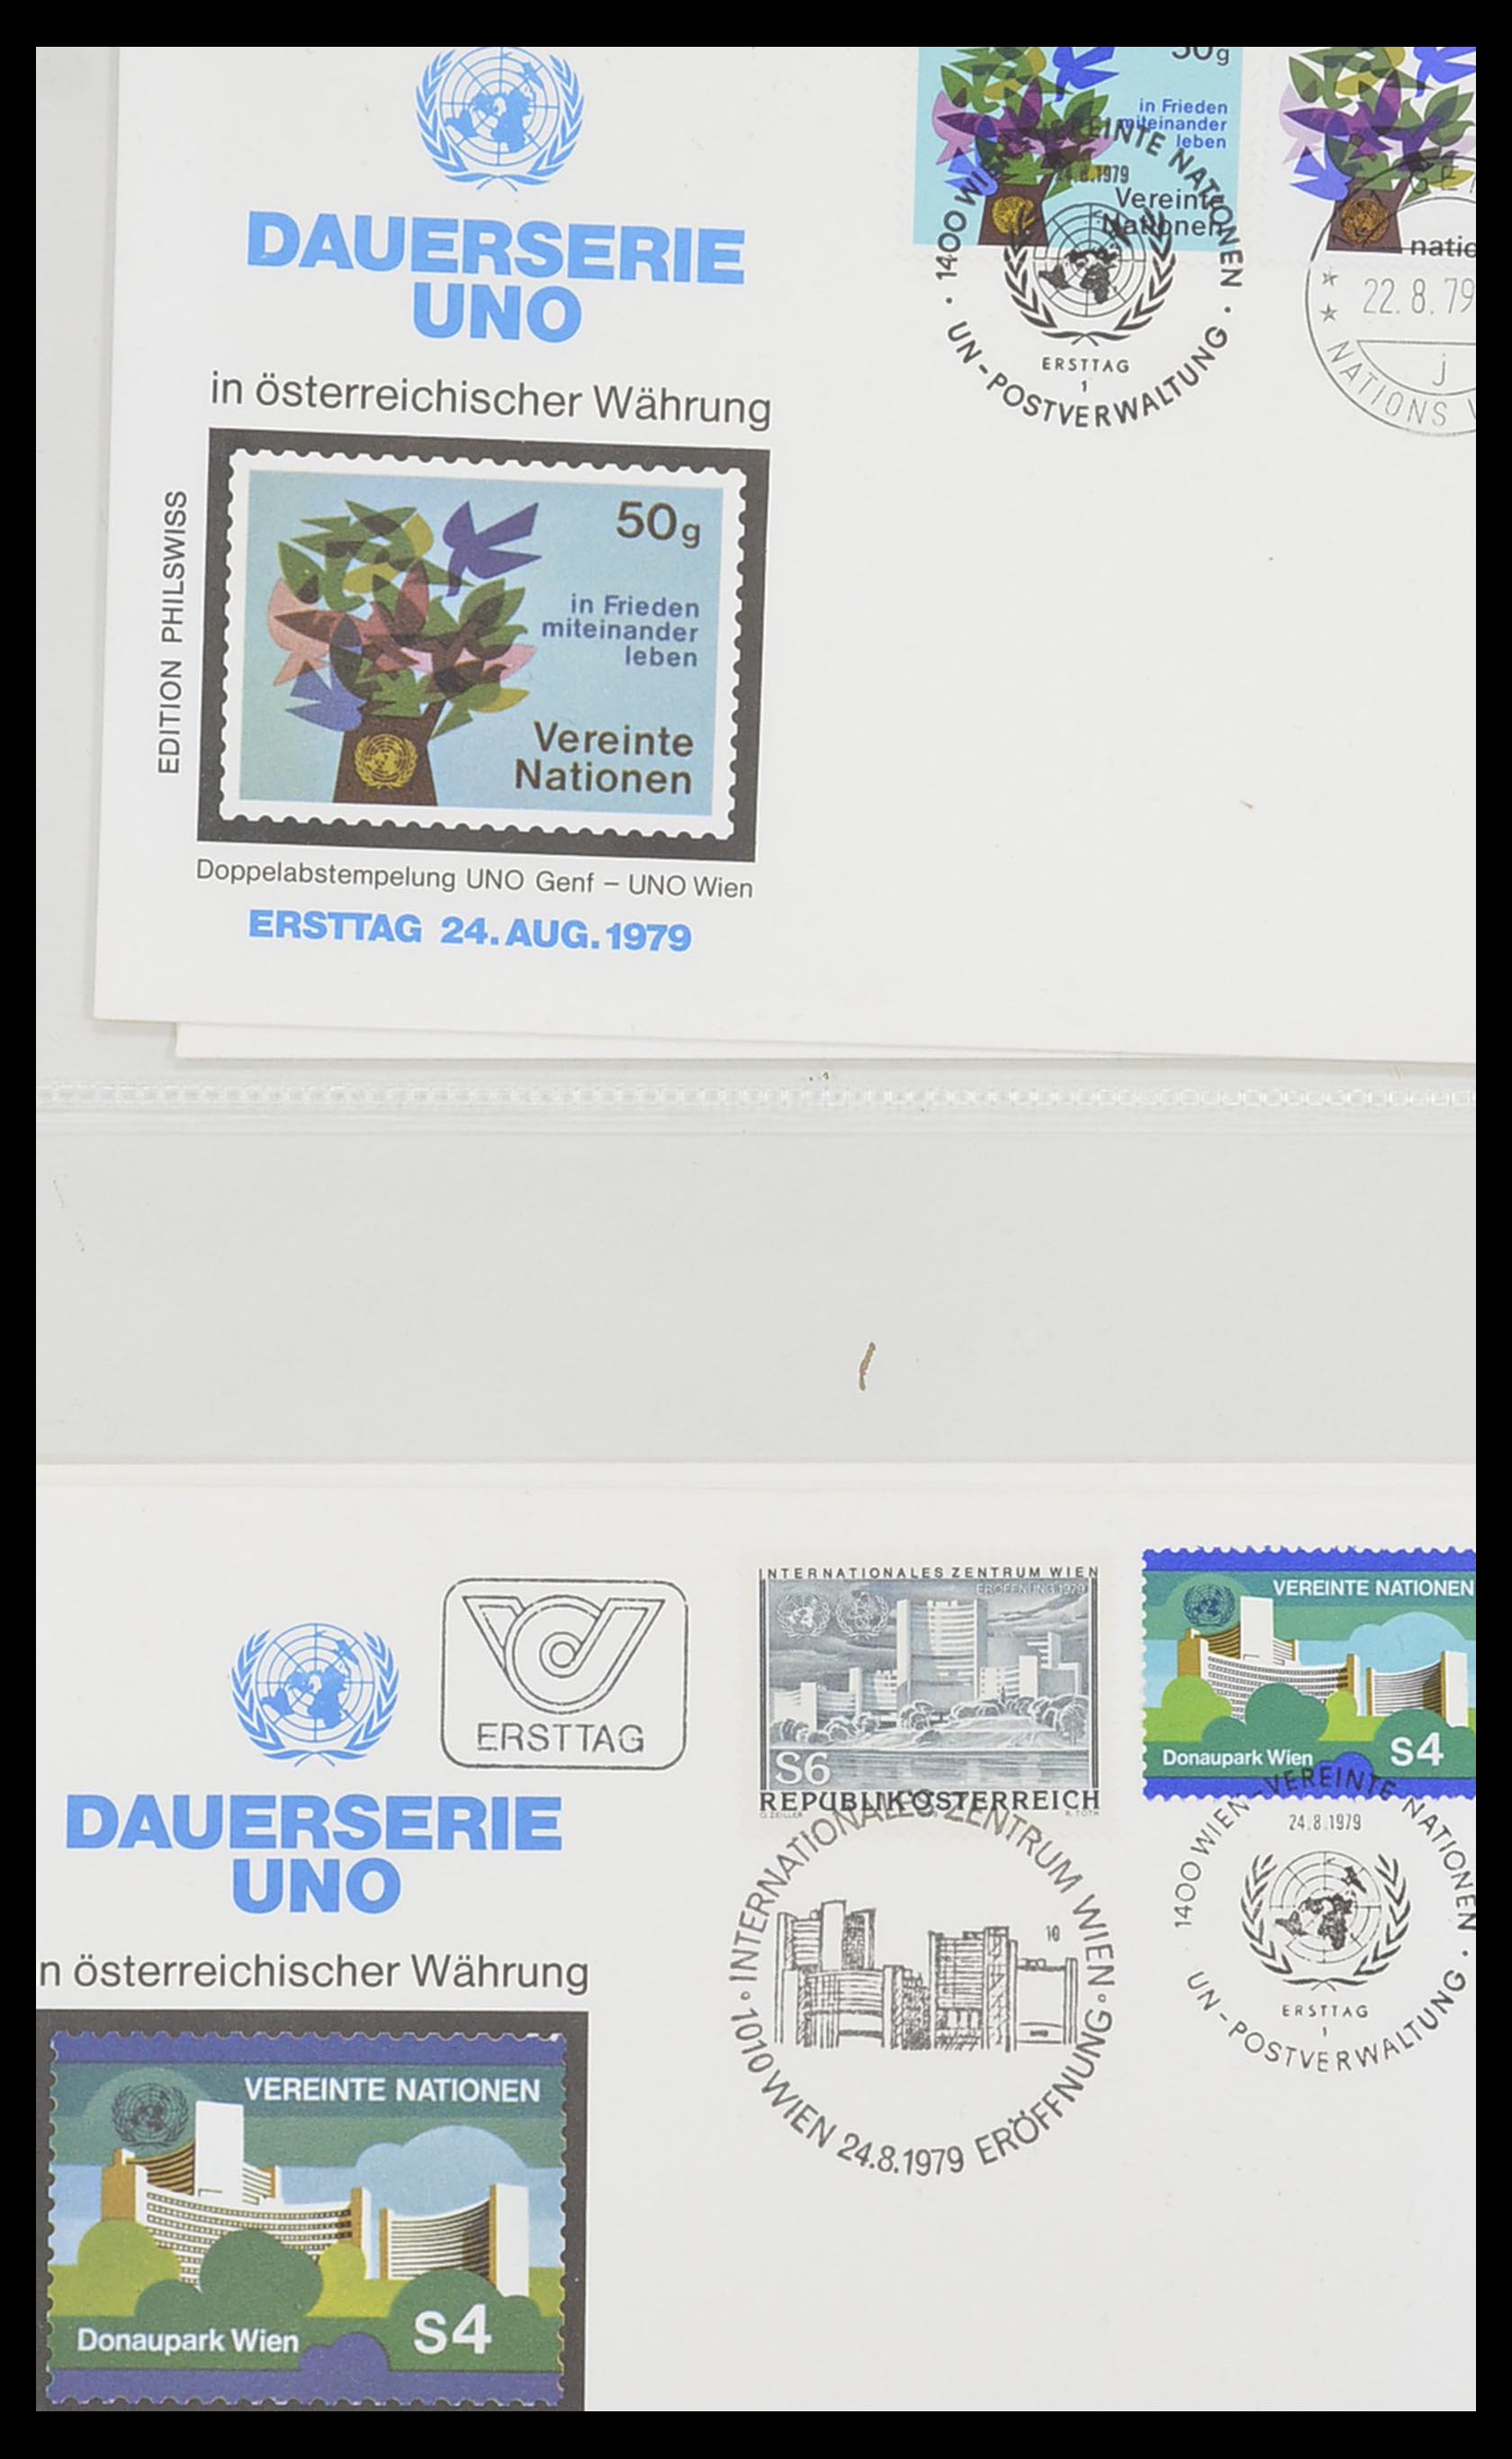 DAUERSERIE
UNO
in österreichischer Währung
EDITION PHILSWISS
50g
in Frieden
miteinander
leben
Vereinte
Nationen
Doppelabstempelung UNO Genf – UNO Wien
ERSTTAG 24. AUG. 1979
50g
in Frieden
miteinander
leben
Vereinte
Nationen
1400 WIEN - VEREINTE NATIONEN
24.8.1979
ERSTTAG
1
UN-POSTVERWALTUNG
natio
22.8.79
j
NATIONS
ERSTTAG
DAUERSERIE
UNO
n österreichischer Währung
VEREINTE NATIONEN
Donaupark Wien
S4
INTERNATIONALES ZENTRUM WIEN
ERÖFFNUNG 1979
S6
REPUBLIK ÖSTERREICH
O. ZEILLER
R. TOTH
INTERNATIONALES ZENTRUM WIEN
10
1010 WIEN 24.8.1979 ERÖFFNUNG
VEREINTE NATIONEN
Donaupark Wien
S4
1400 WIEN - VEREINTE NATIONEN
24.8.1979
ERSTTAG
1
UN-POSTVERWALTUNG